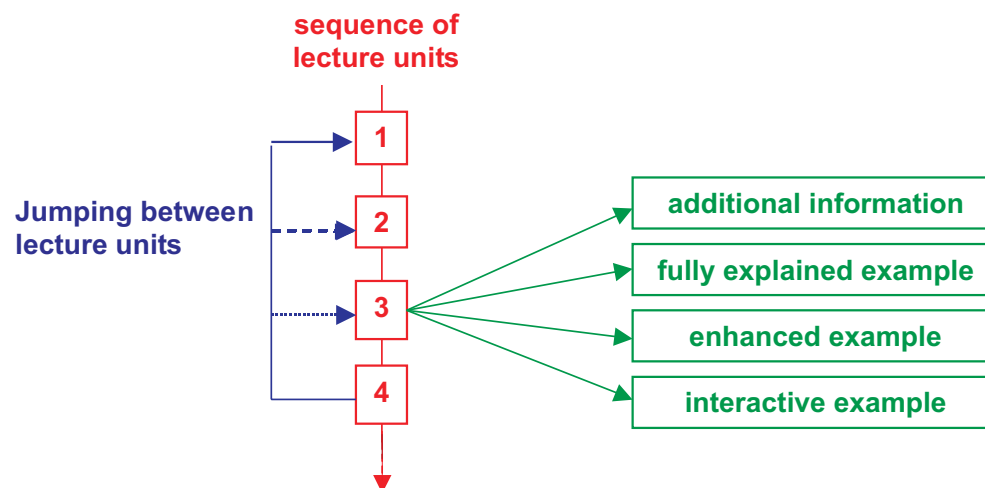 sequence of
lecture units
1
Jumping between
lecture units
2
3
4
additional information
fully explained example
enhanced example
interactive example